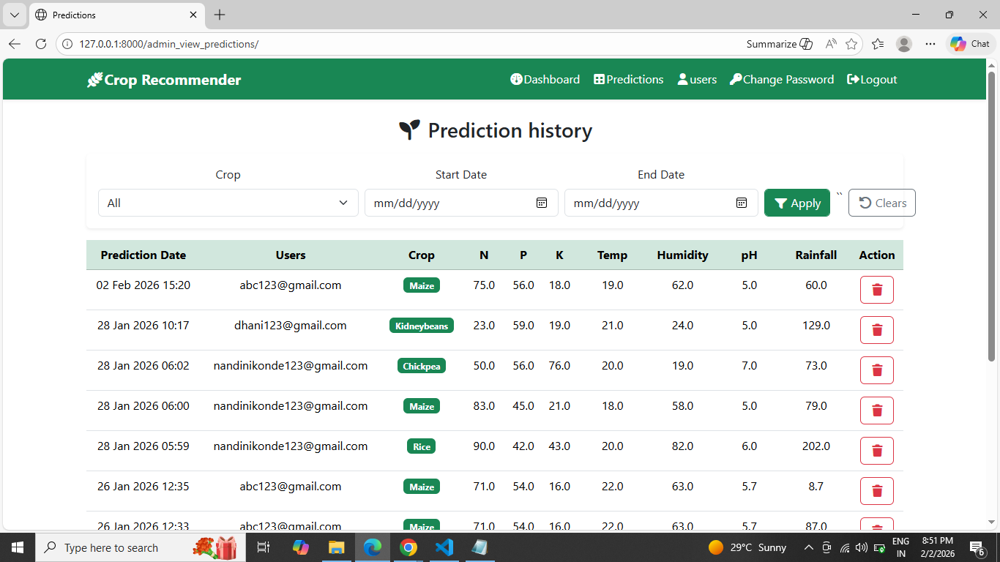 Predictions
127.0.0.1:8000/admin_view_predictions/
Summarize
Chat
Crop Recommender
Dashboard Predictions users Change Password Logout
Prediction history
Crop Start Date End Date
All mm/dd/yyyy mm/dd/yyyy Apply `` Clears
Prediction Date Users Crop N P K Temp Humidity pH Rainfall Action
02 Feb 2026 15:20 abc123@gmail.com Maize 75.0 56.0 18.0 19.0 62.0 5.0 60.0
28 Jan 2026 10:17 dhani123@gmail.com Kidneybeans 23.0 59.0 19.0 21.0 24.0 5.0 129.0
28 Jan 2026 06:02 nandinikonde123@gmail.com Chickpea 50.0 56.0 76.0 20.0 19.0 7.0 73.0
28 Jan 2026 06:00 nandinikonde123@gmail.com Maize 83.0 45.0 21.0 18.0 58.0 5.0 79.0
28 Jan 2026 05:59 nandinikonde123@gmail.com Rice 90.0 42.0 43.0 20.0 82.0 6.0 202.0
26 Jan 2026 12:35 abc123@gmail.com Maize 71.0 54.0 16.0 22.0 63.0 5.7 8.7
26 Jan 2026 12:33 abc123@gmail.com Maize 71.0 54.0 16.0 22.0 63.0 5.7 87.0
Type here to search
29°C Sunny
ENG
IN
8:51 PM
2/2/2026
6